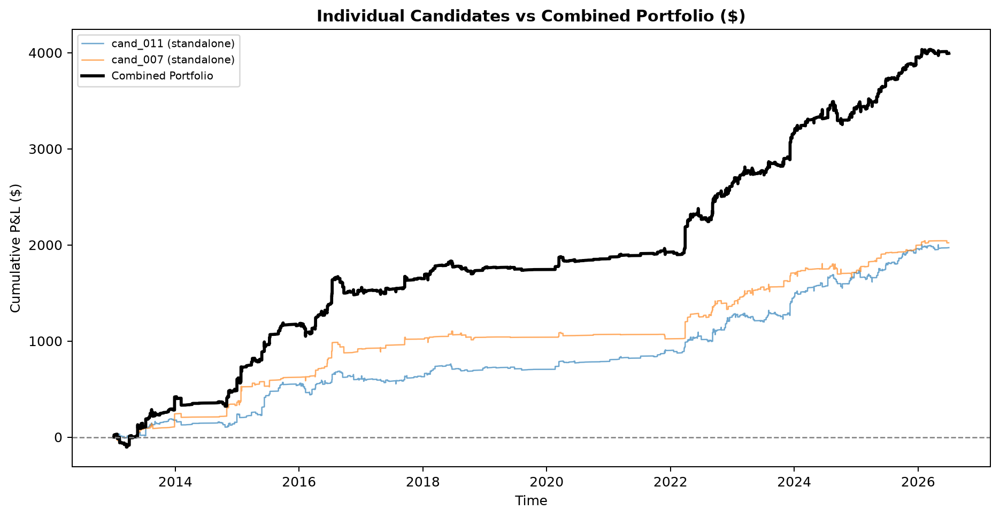 Individual Candidates vs Combined Portfolio ($)
cand_011 (standalone)
cand_007 (standalone)
Combined Portfolio
Cumulative P&L ($)
4000
3000
2000
1000
0
2014 2016 2018 2020 2022 2024 2026
Time